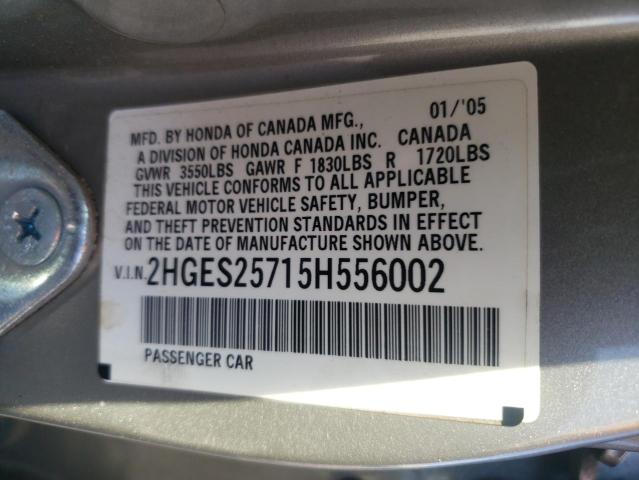 01/'05
MFD. BY HONDA OF CANADA MFG.,
A DIVISION OF HONDA CANADA INC. CANADA
GVWR 3550LBS GAWR F 1830LBS R 1720LBS
THIS VEHICLE CONFORMS TO ALL APPLICABLE
FEDERAL MOTOR VEHICLE SAFETY, BUMPER,
AND THEFT PREVENTION STANDARDS IN EFFECT
ON THE DATE OF MANUFACTURE SHOWN ABOVE.
V.I.N. 2HGES25715H556002
PASSENGER CAR